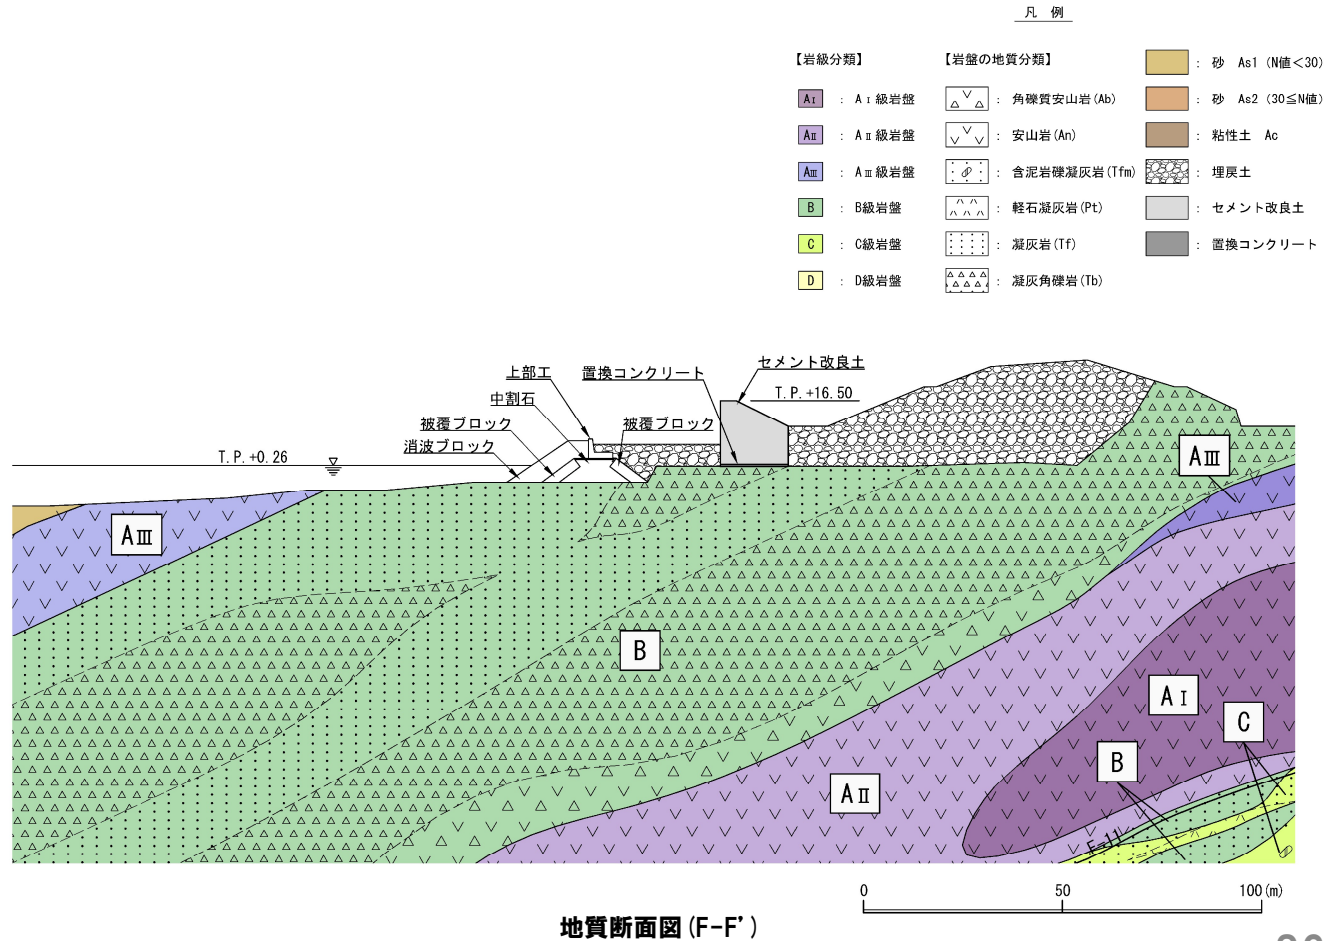 凡　例
【岩級分類】
AⅠ : AⅠ級岩盤
AⅡ : AⅡ級岩盤
AⅢ : AⅢ級岩盤
B : B級岩盤
C : C級岩盤
D : D級岩盤
【岩盤の地質分類】
: 角礫質安山岩(Ab)
: 安山岩(An)
: 含泥岩礫凝灰岩(Tfm)
: 軽石凝灰岩(Pt)
: 凝灰岩(Tf)
: 凝灰角礫岩(Tb)
: 砂　As1 (N値<30)
: 砂　As2 (30≦N値)
: 粘性土　Ac
: 埋戻土
: セメント改良土
: 置換コンクリート
上部工
置換コンクリート
セメント改良土
中割石
T.P.+16.50
被覆ブロック
被覆ブロック
消波ブロック
T.P.+0.26
AⅢ
AⅢ
B
AⅠ
C
B
AⅡ
F-11
0
50
100(m)
地質断面図(F-F')